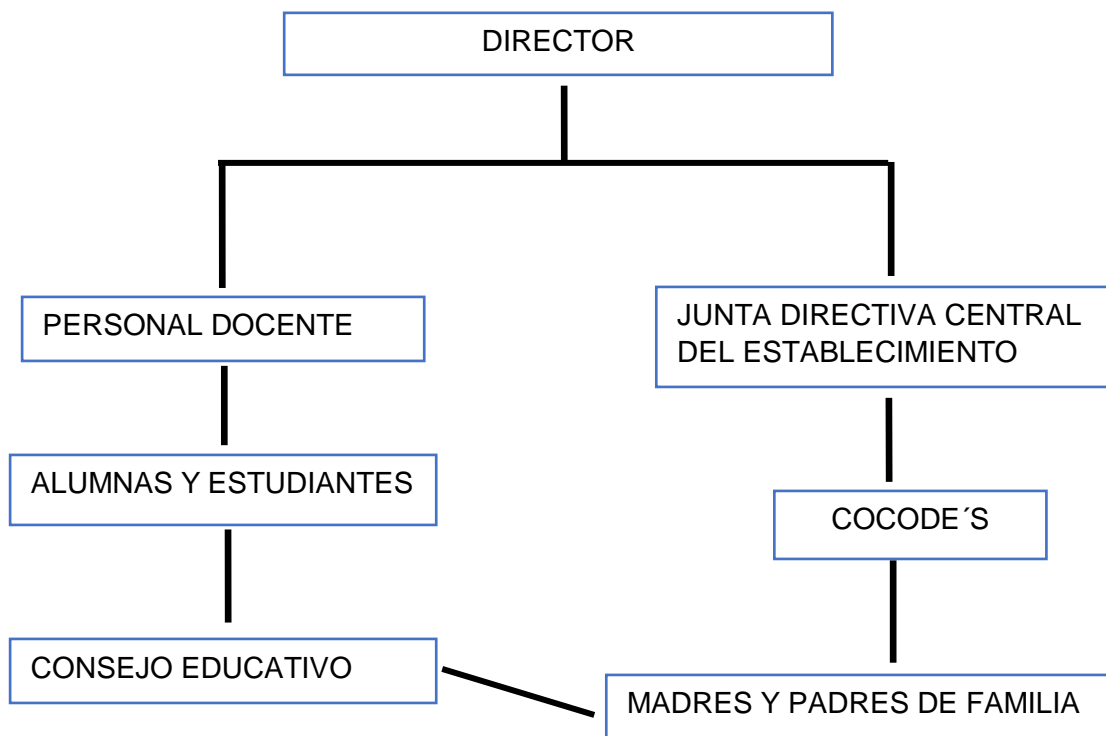 DIRECTOR
PERSONAL DOCENTE
JUNTA DIRECTIVA CENTRAL
DEL ESTABLECIMIENTO
ALUMNAS Y ESTUDIANTES
COCODE´S
CONSEJO EDUCATIVO
MADRES Y PADRES DE FAMILIA